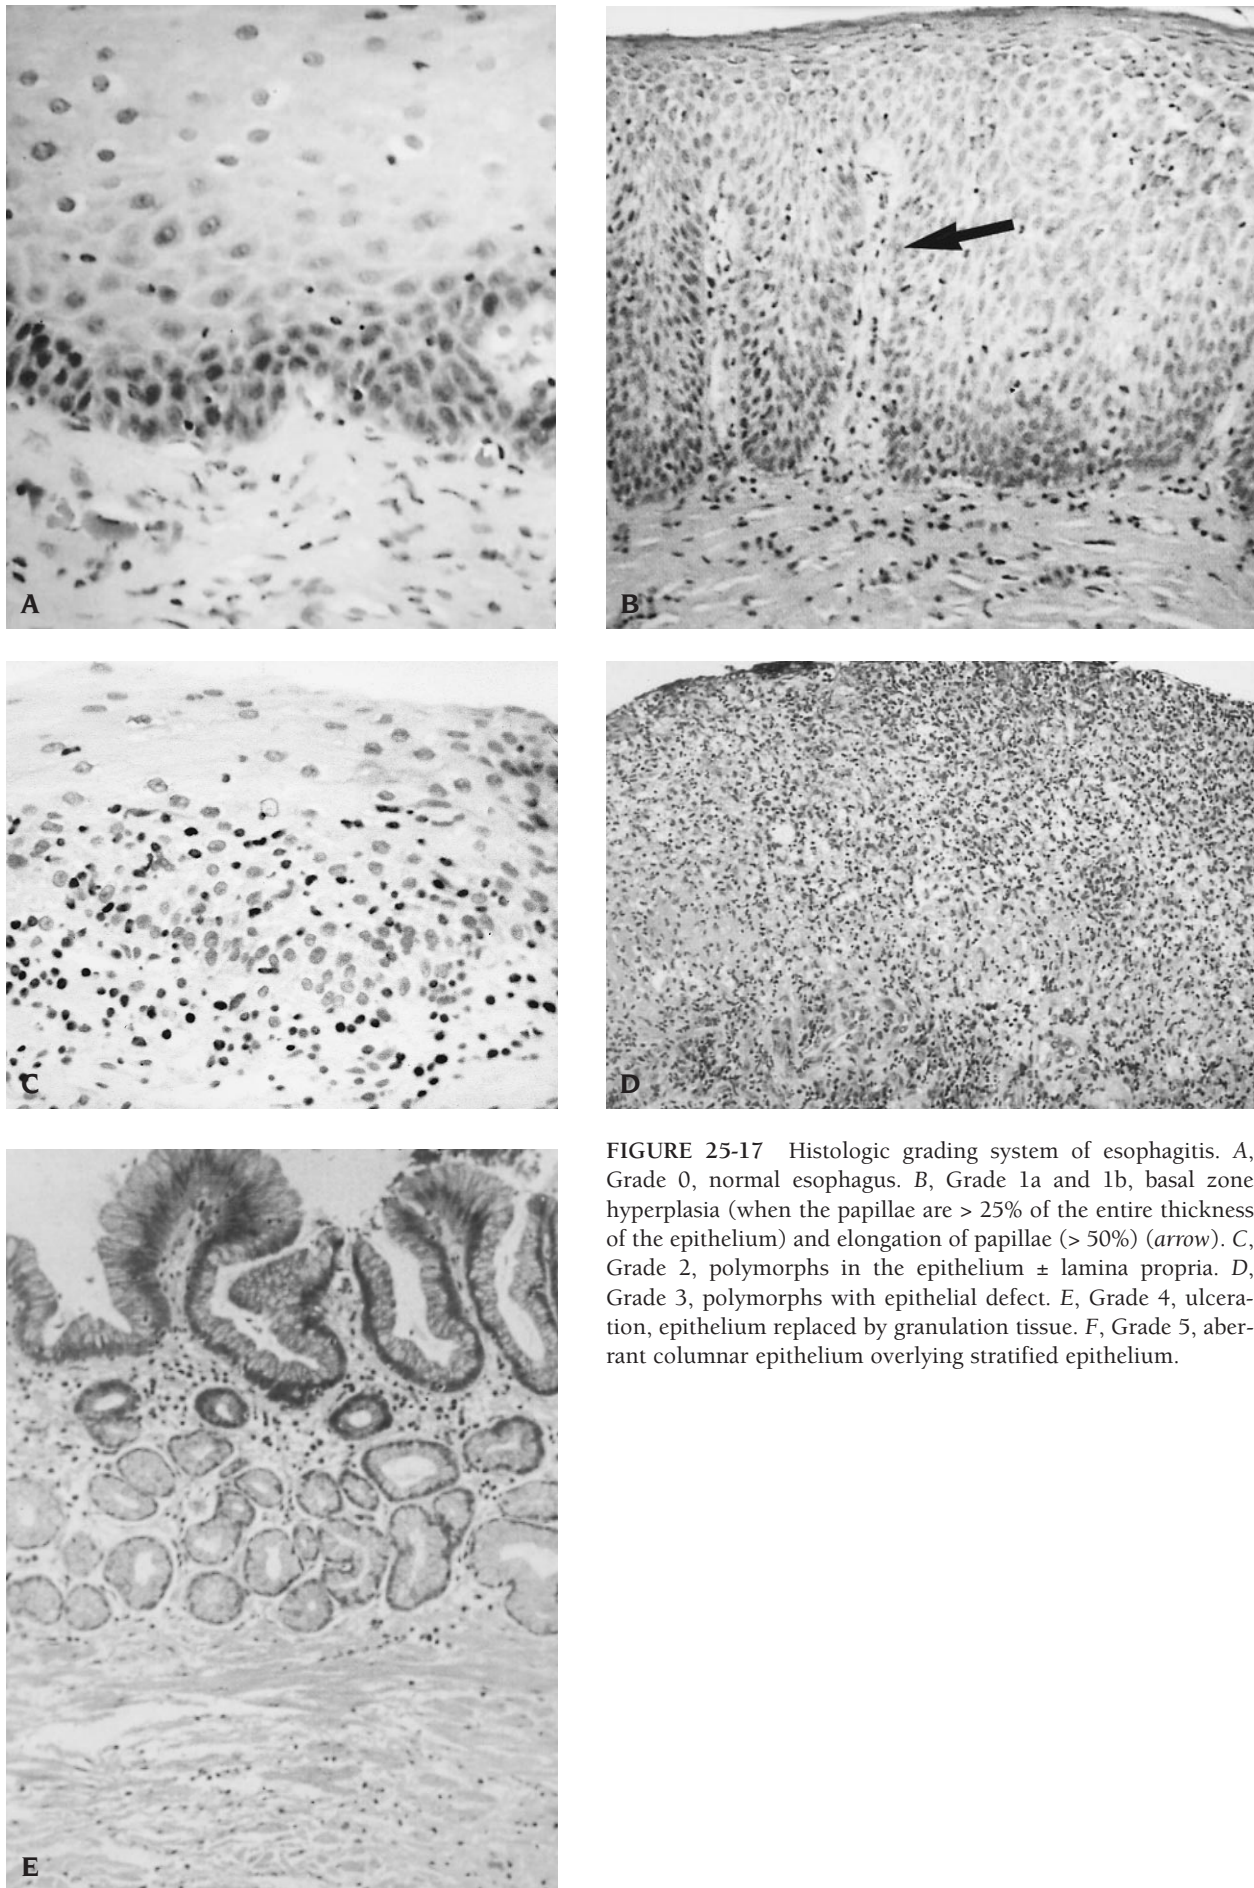 A
B
C
D
E
FIGURE 25-17 Histologic grading system of esophagitis. A,
Grade 0, normal esophagus. B, Grade 1a and 1b, basal zone
hyperplasia (when the papillae are > 25% of the entire thickness
of the epithelium) and elongation of papillae (> 50%) (arrow). C,
Grade 2, polymorphs in the epithelium ± lamina propria. D,
Grade 3, polymorphs with epithelial defect. E, Grade 4, ulcera-
tion, epithelium replaced by granulation tissue. F, Grade 5, aber-
rant columnar epithelium overlying stratified epithelium.